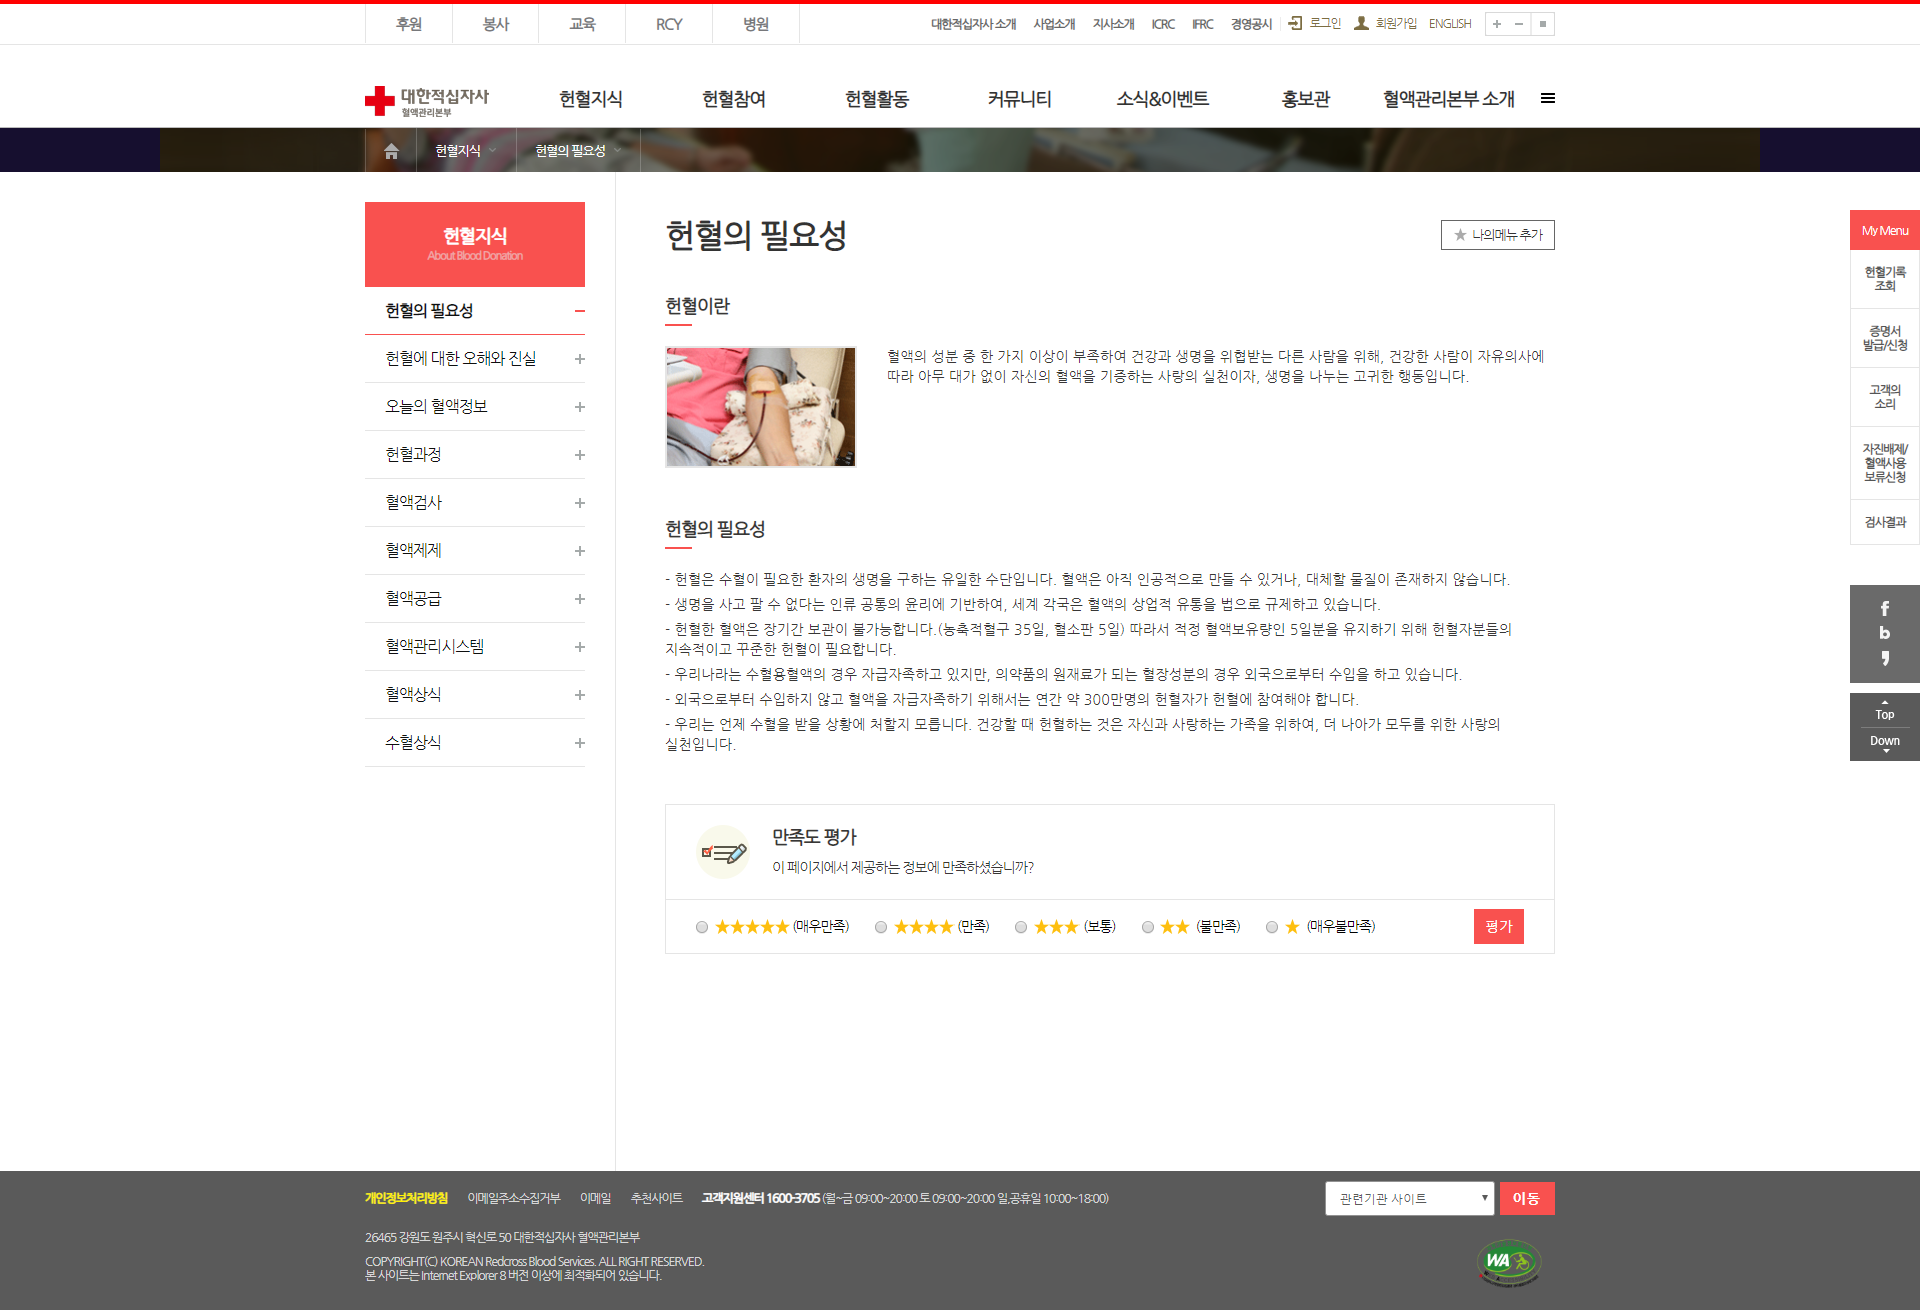 후원 봉사 교육 RCY 병원 대한적십자사 소개 사업소개 지사소개 ICRC IFRC 경영공시 로그인 회원가입 ENGLISH
대한적십자사
혈액관리본부
헌혈지식 헌혈참여 헌혈활동 커뮤니티 소식&이벤트 홍보관 혈액관리본부 소개
헌혈지식 헌혈의 필요성
헌혈지식
About Blood Donation
헌혈의 필요성
헌혈에 대한 오해와 진실
오늘의 혈액정보
헌혈과정
혈액검사
혈액제제
혈액공급
혈액관리시스템
혈액상식
수혈상식
헌혈의 필요성
나의메뉴 추가
헌혈이란
혈액의 성분 중 한 가지 이상이 부족하여 건강과 생명을 위협받는 다른 사람을 위해, 건강한 사람이 자유의사에
따라 아무 대가 없이 자신의 혈액을 기증하는 사랑의 실천이자, 생명을 나누는 고귀한 행동입니다.
헌혈의 필요성
- 헌혈은 수혈이 필요한 환자의 생명을 구하는 유일한 수단입니다. 혈액은 아직 인공적으로 만들 수 있거나, 대체할 물질이 존재하지 않습니다.
- 생명을 사고 팔 수 없다는 인류 공통의 윤리에 기반하여, 세계 각국은 혈액의 상업적 유통을 법으로 규제하고 있습니다.
- 헌혈한 혈액은 장기간 보관이 불가능합니다.(농축적혈구 35일, 혈소판 5일) 따라서 적정 혈액보유량인 5일분을 유지하기 위해 헌혈자분들의
지속적이고 꾸준한 헌혈이 필요합니다.
- 우리나라는 수혈용혈액의 경우 자급자족하고 있지만, 의약품의 원재료가 되는 혈장성분의 경우 외국으로부터 수입을 하고 있습니다.
- 외국으로부터 수입하지 않고 혈액을 자급자족하기 위해서는 연간 약 300만명의 헌혈자가 헌혈에 참여해야 합니다.
- 우리는 언제 수혈을 받을 상황에 처할지 모릅니다. 건강할 때 헌혈하는 것은 자신과 사랑하는 가족을 위하여, 더 나아가 모두를 위한 사랑의
실천입니다.
만족도 평가
이 페이지에서 제공하는 정보에 만족하셨습니까?
★★★★★ (매우만족) ★★★★ (만족) ★★★ (보통) ★★ (불만족) ★ (매우불만족) 평가
My Menu
헌혈기록
조회
증명서
발급/신청
고객의
소리
자진배제/
혈액사용
보류신청
검사결과
Top
Down
개인정보처리방침 이메일주소수집거부 이메일 추천사이트 고객지원센터 1600-3705 (월~금 09:00~20:00 토 09:00~20:00 일,공휴일 10:00~18:00)
관련기관 사이트 이동
26465 강원도 원주시 혁신로 50 대한적십자사 혈액관리본부
COPYRIGHT(C) KOREAN Redcross Blood Services. ALL RIGHT RESERVED.
본 사이트는 Internet Explorer 8 버전 이상에 최적화되어 있습니다.
WA